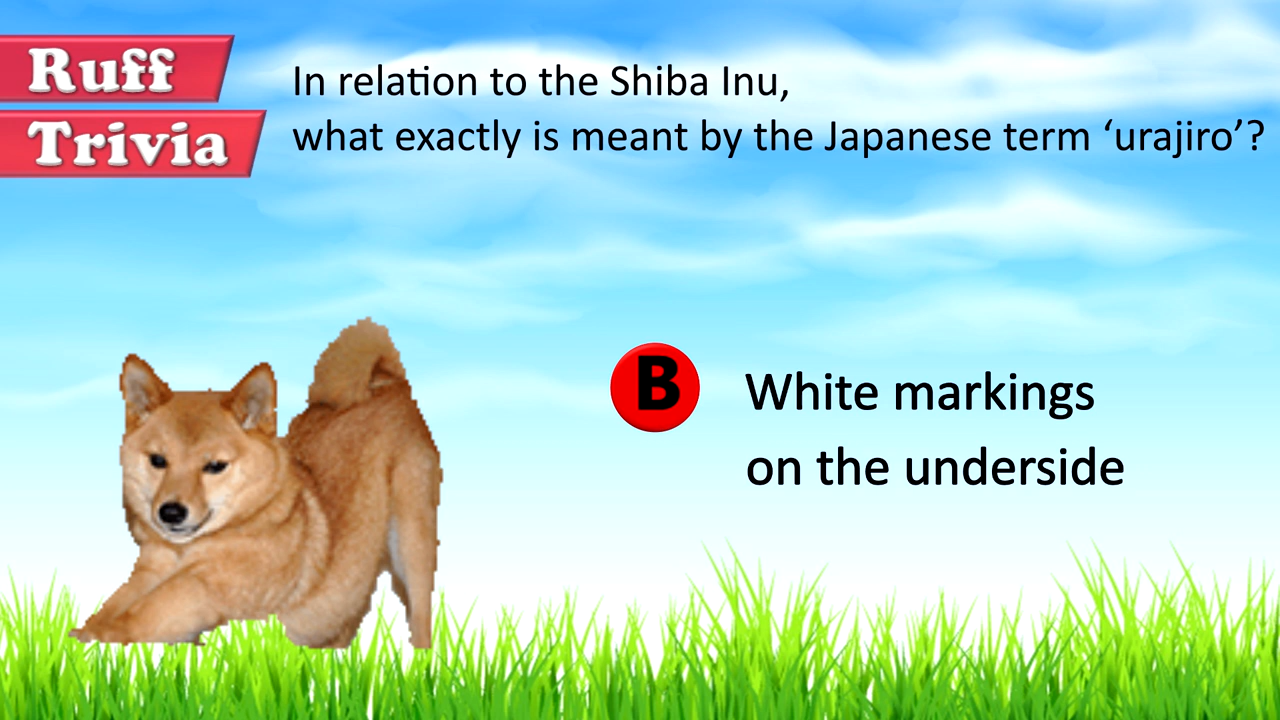 Ruff
Trivia
In relation to the Shiba Inu,
what exactly is meant by the Japanese term ‘urajiro’?
B
White markings
on the underside